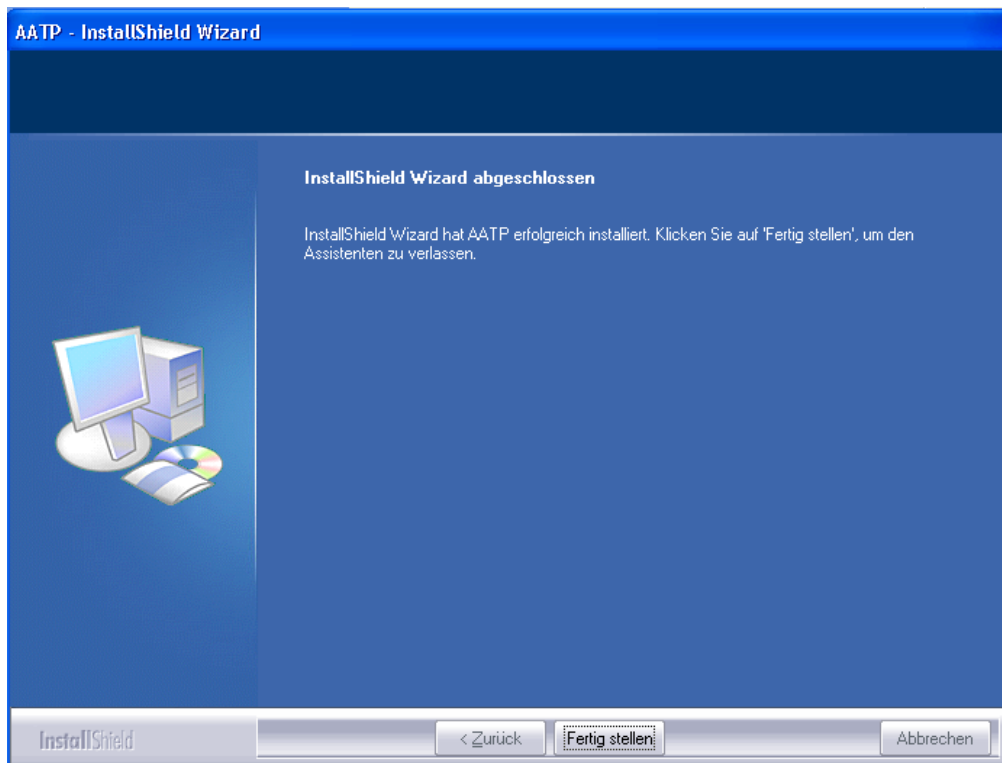 AATP - InstallShield Wizard
InstallShield Wizard abgeschlossen
InstallShield Wizard hat AATP erfolgreich installiert. Klicken Sie auf 'Fertig stellen', um den
Assistenten zu verlassen.
InstallShield
< Zurück
Fertig stellen
Abbrechen